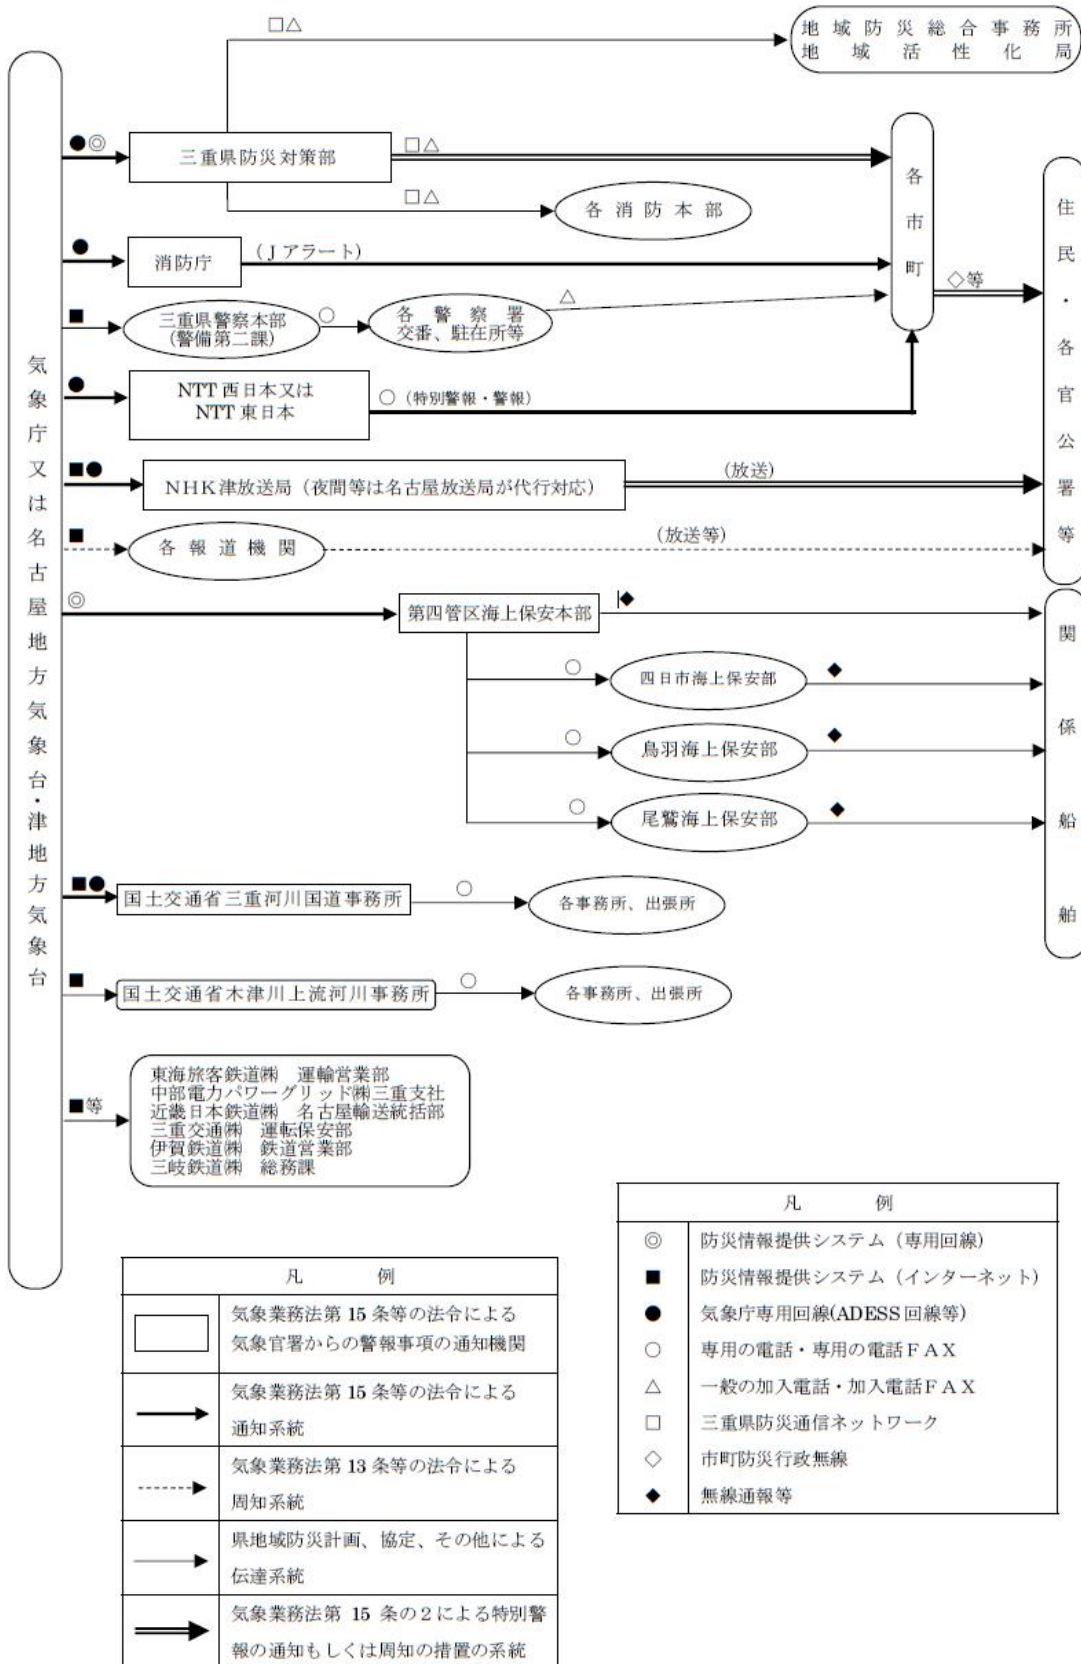 □△
地域防災総合事務所
地域活性化局
●◎
三重県防災対策部
□△
□△
各消防本部
各市町
●
消防庁
（Ｊアラート）
■
三重県警察本部
(警備第二課)
○
各警察署
交番、駐在所等
△
◇等
住民・各官公署等
●
NTT 西日本又は
NTT 東日本
○（特別警報・警報）
■●
ＮＨＫ津放送局（夜間等は名古屋放送局が代行対応）
（放送）
■
各報道機関
（放送等）
気象庁又は名古屋地方気象台・津地方気象台
◎
第四管区海上保安本部
◆
関係船舶
○
四日市海上保安部
◆
○
鳥羽海上保安部
◆
○
尾鷲海上保安部
◆
■●
国土交通省三重河川国道事務所
○
各事務所、出張所
■
国土交通省木津川上流河川事務所
○
各事務所、出張所
■等
東海旅客鉄道㈱　運輸営業部
中部電力パワーグリッド㈱三重支社
近畿日本鉄道㈱　名古屋輸送統括部
三重交通㈱　運転保安部
伊賀鉄道㈱　鉄道営業部
三岐鉄道㈱　総務課
凡　例
気象業務法第 15 条等の法令による
気象官署からの警報事項の通知機関
気象業務法第 15 条等の法令による
通知系統
気象業務法第 13 条等の法令による
周知系統
県地域防災計画、協定、その他による
伝達系統
気象業務法第 15 条の２による特別警
報の通知もしくは周知の措置の系統
凡　例
◎ 防災情報提供システム（専用回線）
■ 防災情報提供システム（インターネット）
● 気象庁専用回線(ADESS 回線等)
○ 専用の電話・専用の電話ＦＡＸ
△ 一般の加入電話・加入電話ＦＡＸ
□ 三重県防災通信ネットワーク
◇ 市町防災行政無線
◆ 無線通報等